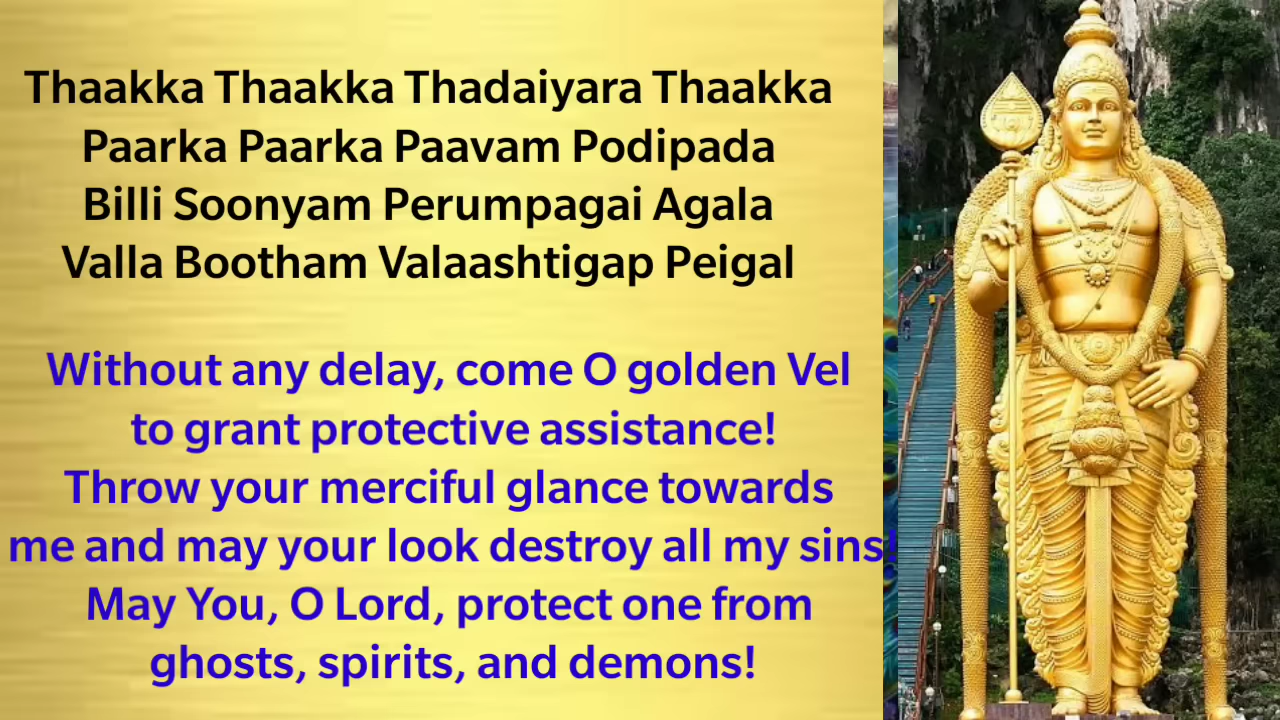 Thaakka Thaakka Thadaiyara Thaakka
Paarka Paarka Paavam Podipada
Billi Soonyam Perumpagai Agala
Valla Bootham Valaashtigap Peigal
Without any delay, come O golden Vel
to grant protective assistance!
Throw your merciful glance towards
me and may your look destroy all my sins!
May You, O Lord, protect one from
ghosts, spirits, and demons!